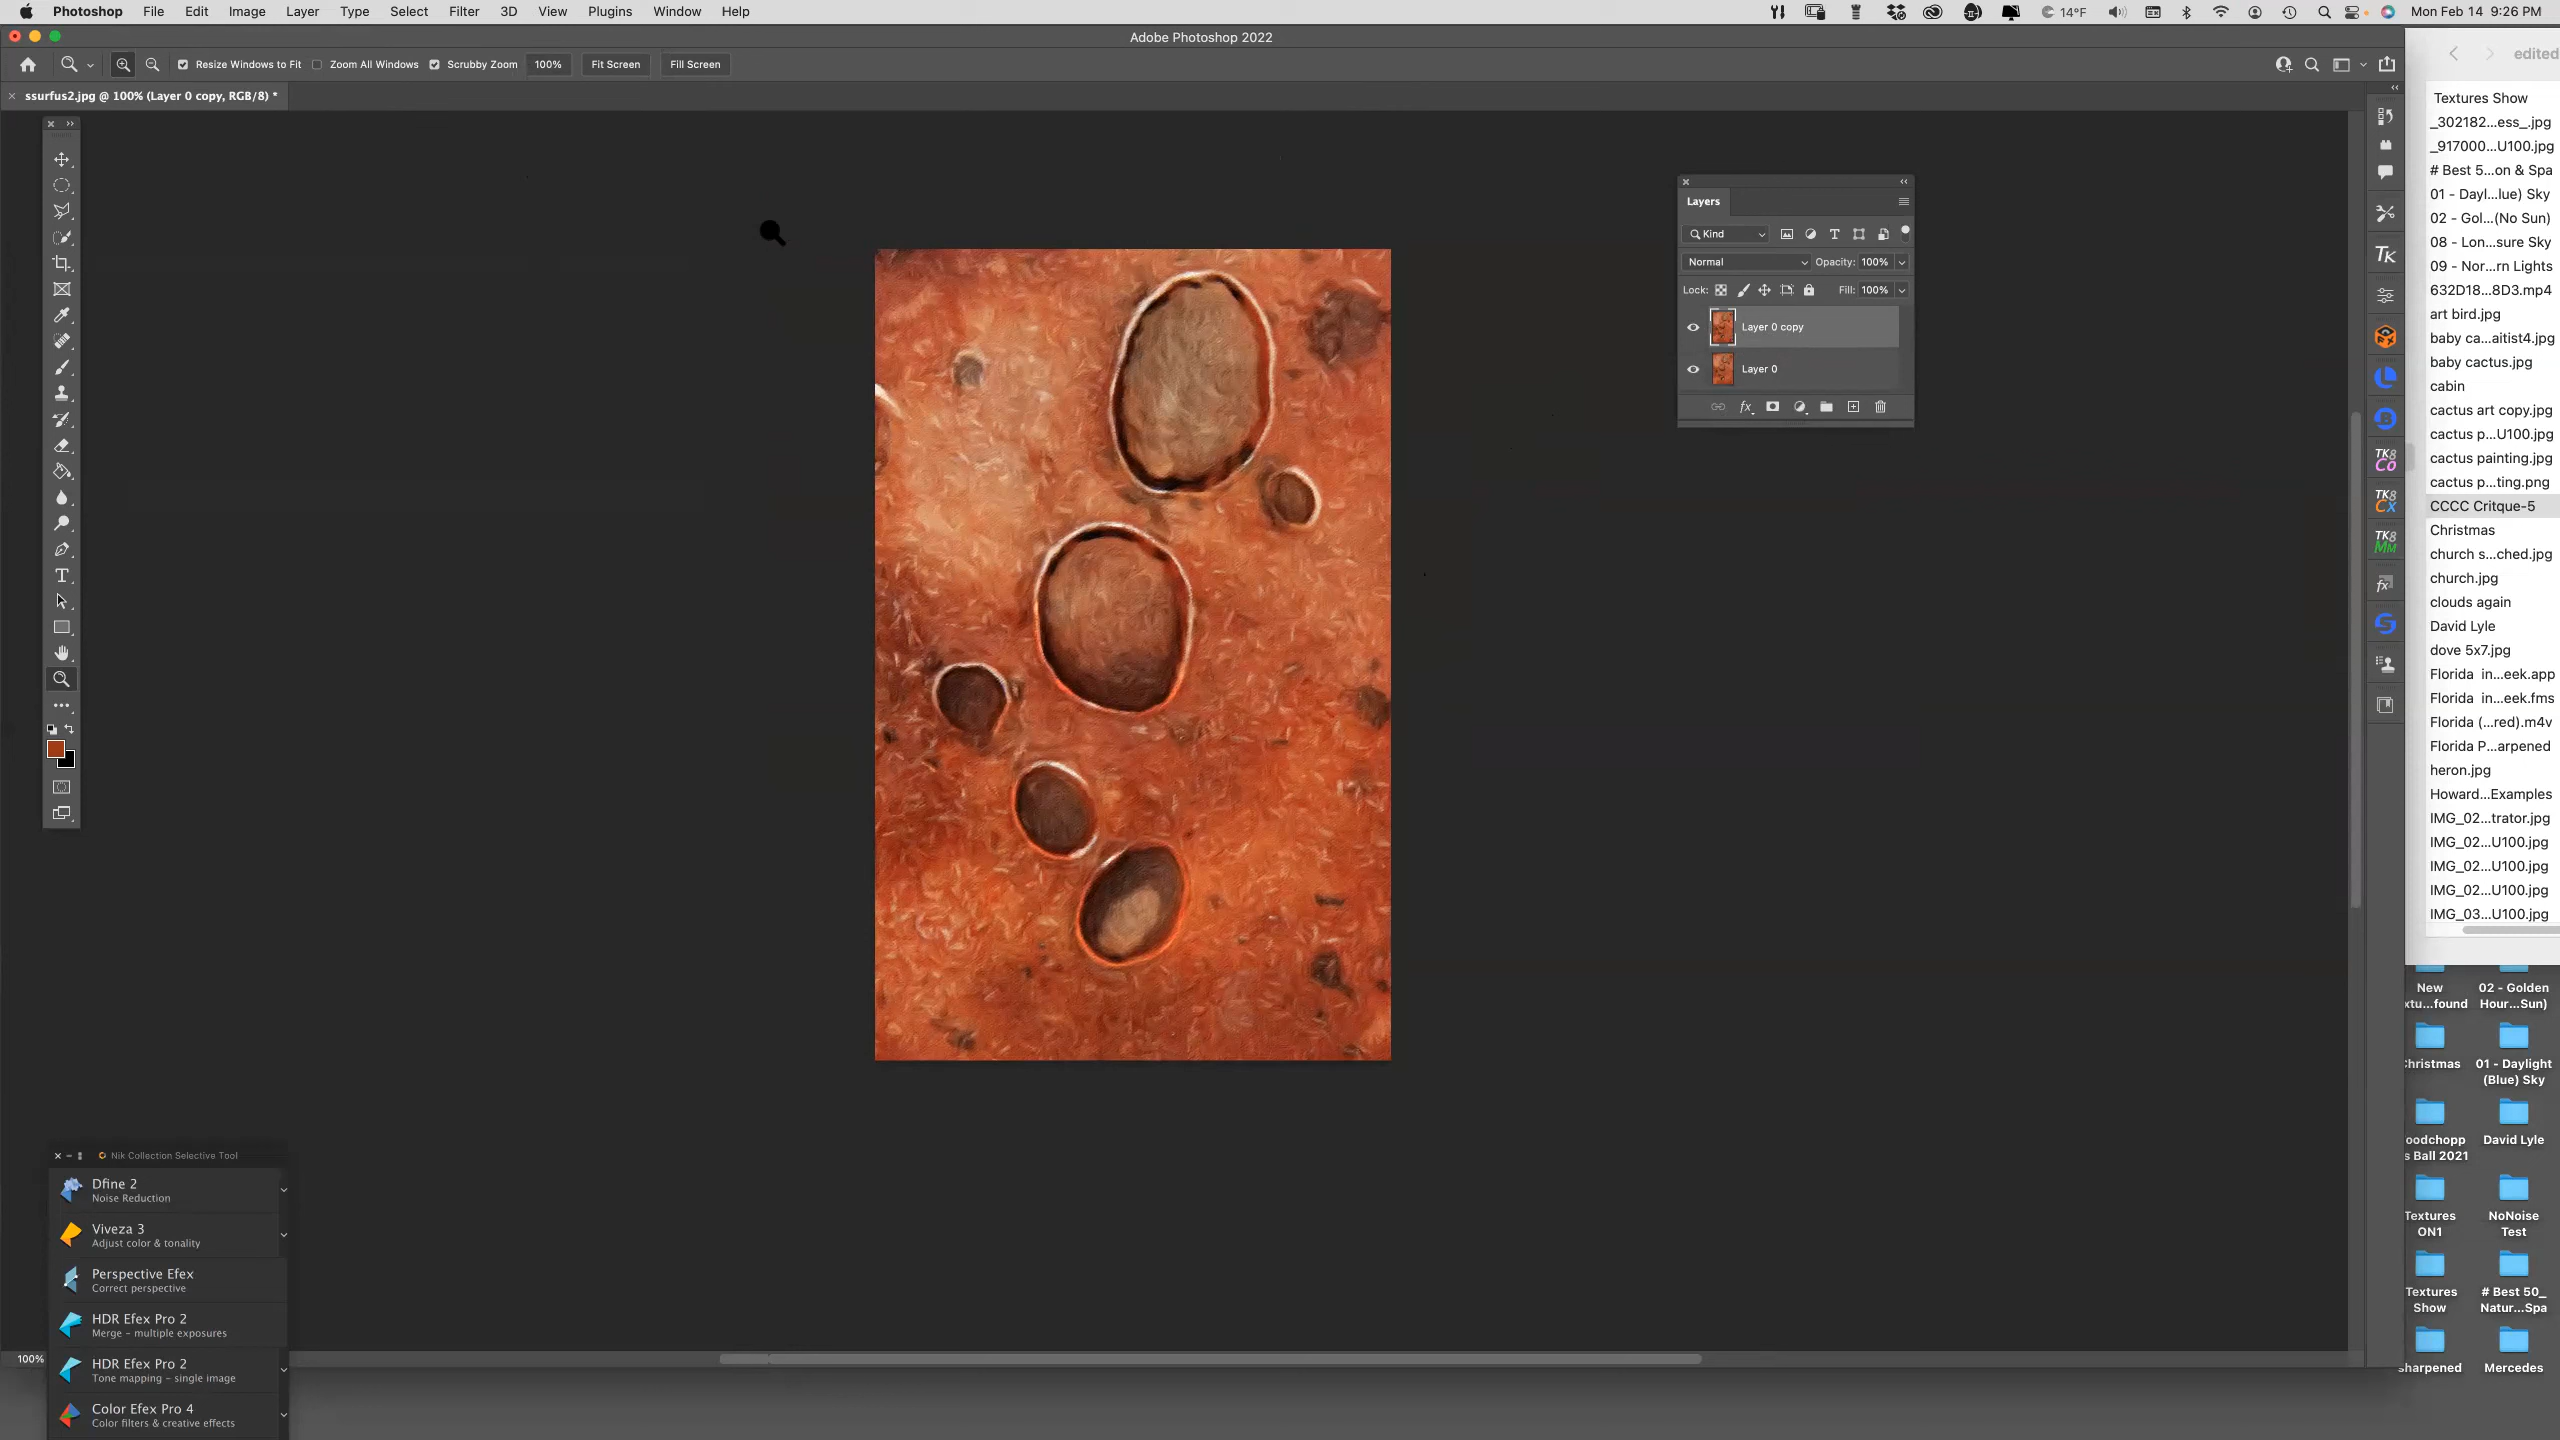 Photoshop File Edit Image Layer Type Select Filter 3D View Plugins Window Help 14°F Mon Feb 14 9:26 PM
Adobe Photoshop 2022
Resize Windows to Fit Zoom All Windows Scrubby Zoom 100% Fit Screen Fill Screen
ssurfus2.jpg @ 100% (Layer 0 copy, RGB/8) *
Layers
Kind
Normal Opacity: 100%
Lock: Fill: 100%
Layer 0 copy
Layer 0
TK
TK8 Co
TK8 Cx
TK8 Mm
fx
edited
Textures Show
_302182...ess_.jpg
_917000...U100.jpg
# Best 5...on & Spa
01 - Dayl...lue) Sky
02 - Gol...(No Sun)
08 - Lon...sure Sky
09 - Nor...rn Lights
632D18...8D3.mp4
art bird.jpg
baby ca...aitist4.jpg
baby cactus.jpg
cabin
cactus art copy.jpg
cactus p...U100.jpg
cactus painting.jpg
cactus p...ting.png
CCCC Critque-5
Christmas
church s...ched.jpg
church.jpg
clouds again
David Lyle
dove 5x7.jpg
Florida in...eek.app
Florida in...eek.fms
Florida (...red).m4v
Florida P...arpened
heron.jpg
Howard...Examples
IMG_02...trator.jpg
IMG_02...U100.jpg
IMG_02...U100.jpg
IMG_02...U100.jpg
IMG_03...U100.jpg
New
xtu...found
02 - Golden
Hour...Sun)
Christmas
01 - Daylight
(Blue) Sky
oodchopp
s Ball 2021
David Lyle
Textures
ON1
NoNoise
Test
Textures
Show
# Best 50_
Natur...Spa
sharpened
Mercedes
Nik Collection Selective Tool
Dfine 2
Noise Reduction
Viveza 3
Adjust color & tonality
Perspective Efex
Correct perspective
HDR Efex Pro 2
Merge - multiple exposures
100%
HDR Efex Pro 2
Tone mapping - single image
Color Efex Pro 4
Color filters & creative effects